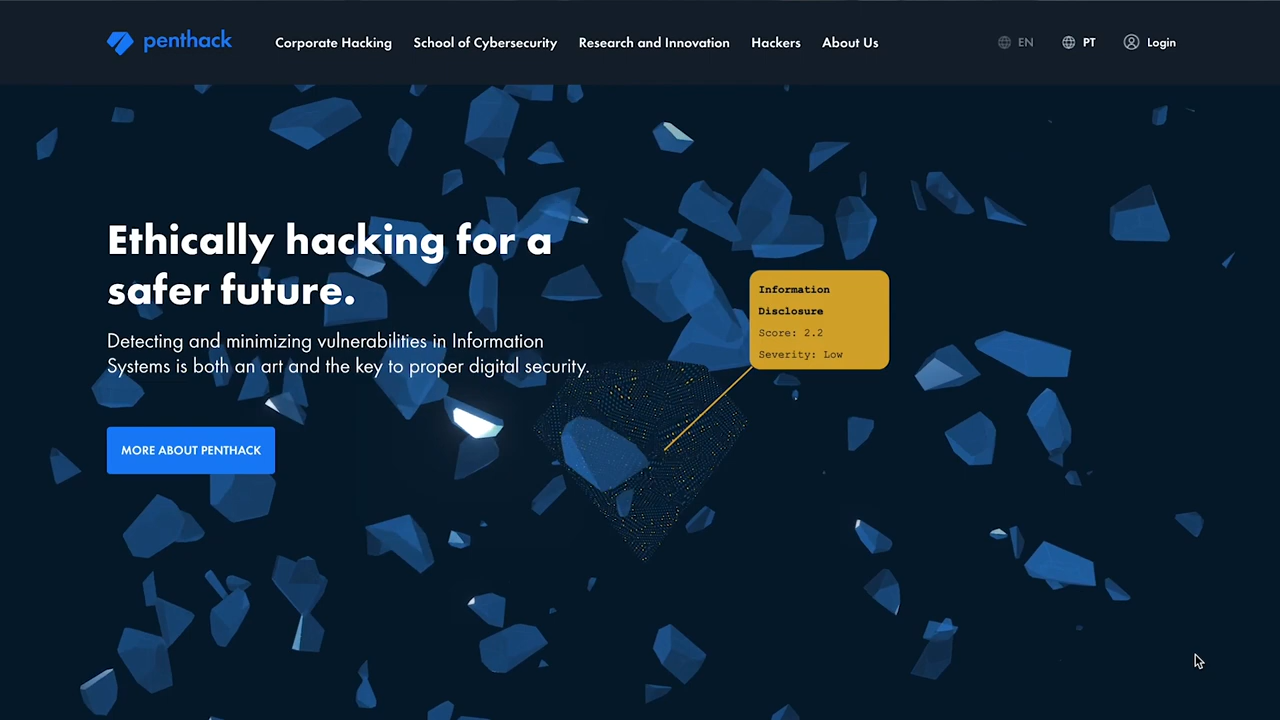 penthack
Corporate Hacking
School of Cybersecurity
Research and Innovation
Hackers
About Us
EN
PT
Login
Ethically hacking for a
safer future.
Detecting and minimizing vulnerabilities in Information
Systems is both an art and the key to proper digital security.
MORE ABOUT PENTHACK
Information
Disclosure
Score: 2.2
Severity: Low